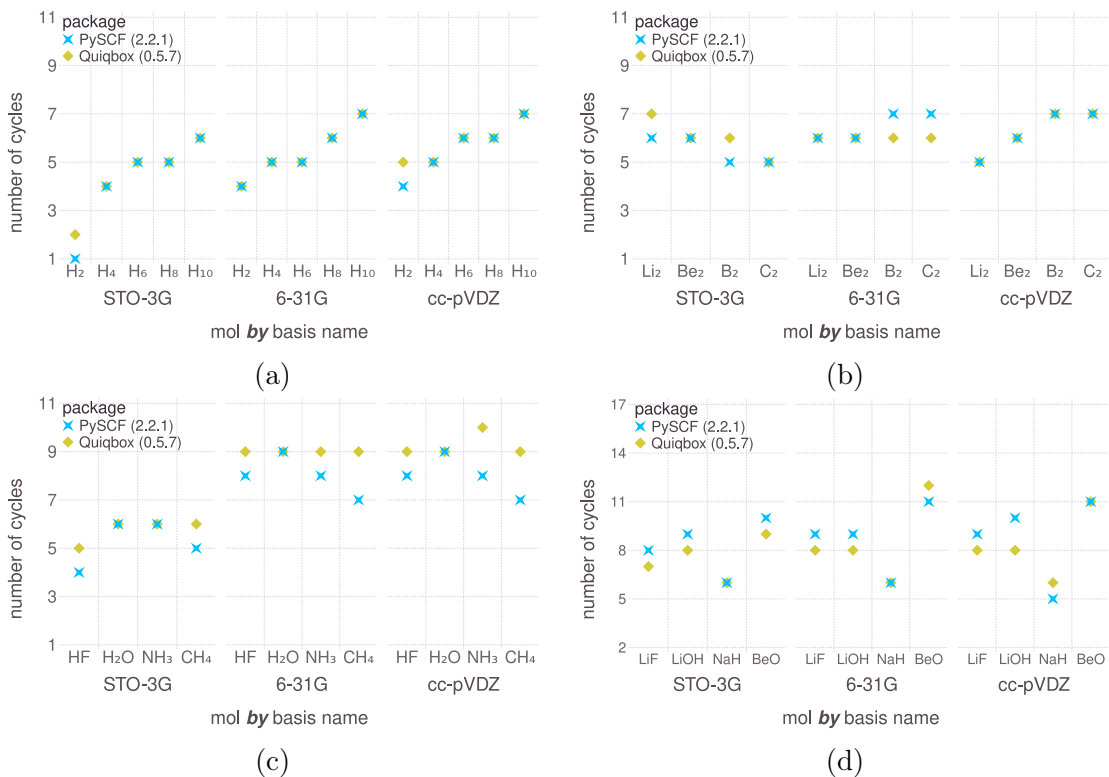 11
9
7
5
3
1
number of cycles
package
PySCF (2.2.1)
Quiqbox (0.5.7)
H₂ H₄ H₆ H₈ H₁₀ H₂ H₄ H₆ H₈ H₁₀ H₂ H₄ H₆ H₈ H₁₀
STO-3G 6-31G cc-pVDZ
mol by basis name
(a)
11
9
7
5
3
1
number of cycles
package
PySCF (2.2.1)
Quiqbox (0.5.7)
Li₂ Be₂ B₂ C₂ Li₂ Be₂ B₂ C₂ Li₂ Be₂ B₂ C₂
STO-3G 6-31G cc-pVDZ
mol by basis name
(b)
11
9
7
5
3
1
number of cycles
package
PySCF (2.2.1)
Quiqbox (0.5.7)
HF H₂O NH₃ CH₄ HF H₂O NH₃ CH₄ HF H₂O NH₃ CH₄
STO-3G 6-31G cc-pVDZ
mol by basis name
(c)
17
14
11
8
5
2
number of cycles
package
PySCF (2.2.1)
Quiqbox (0.5.7)
LiF LiOH NaH BeO LiF LiOH NaH BeO LiF LiOH NaH BeO
STO-3G 6-31G cc-pVDZ
mol by basis name
(d)